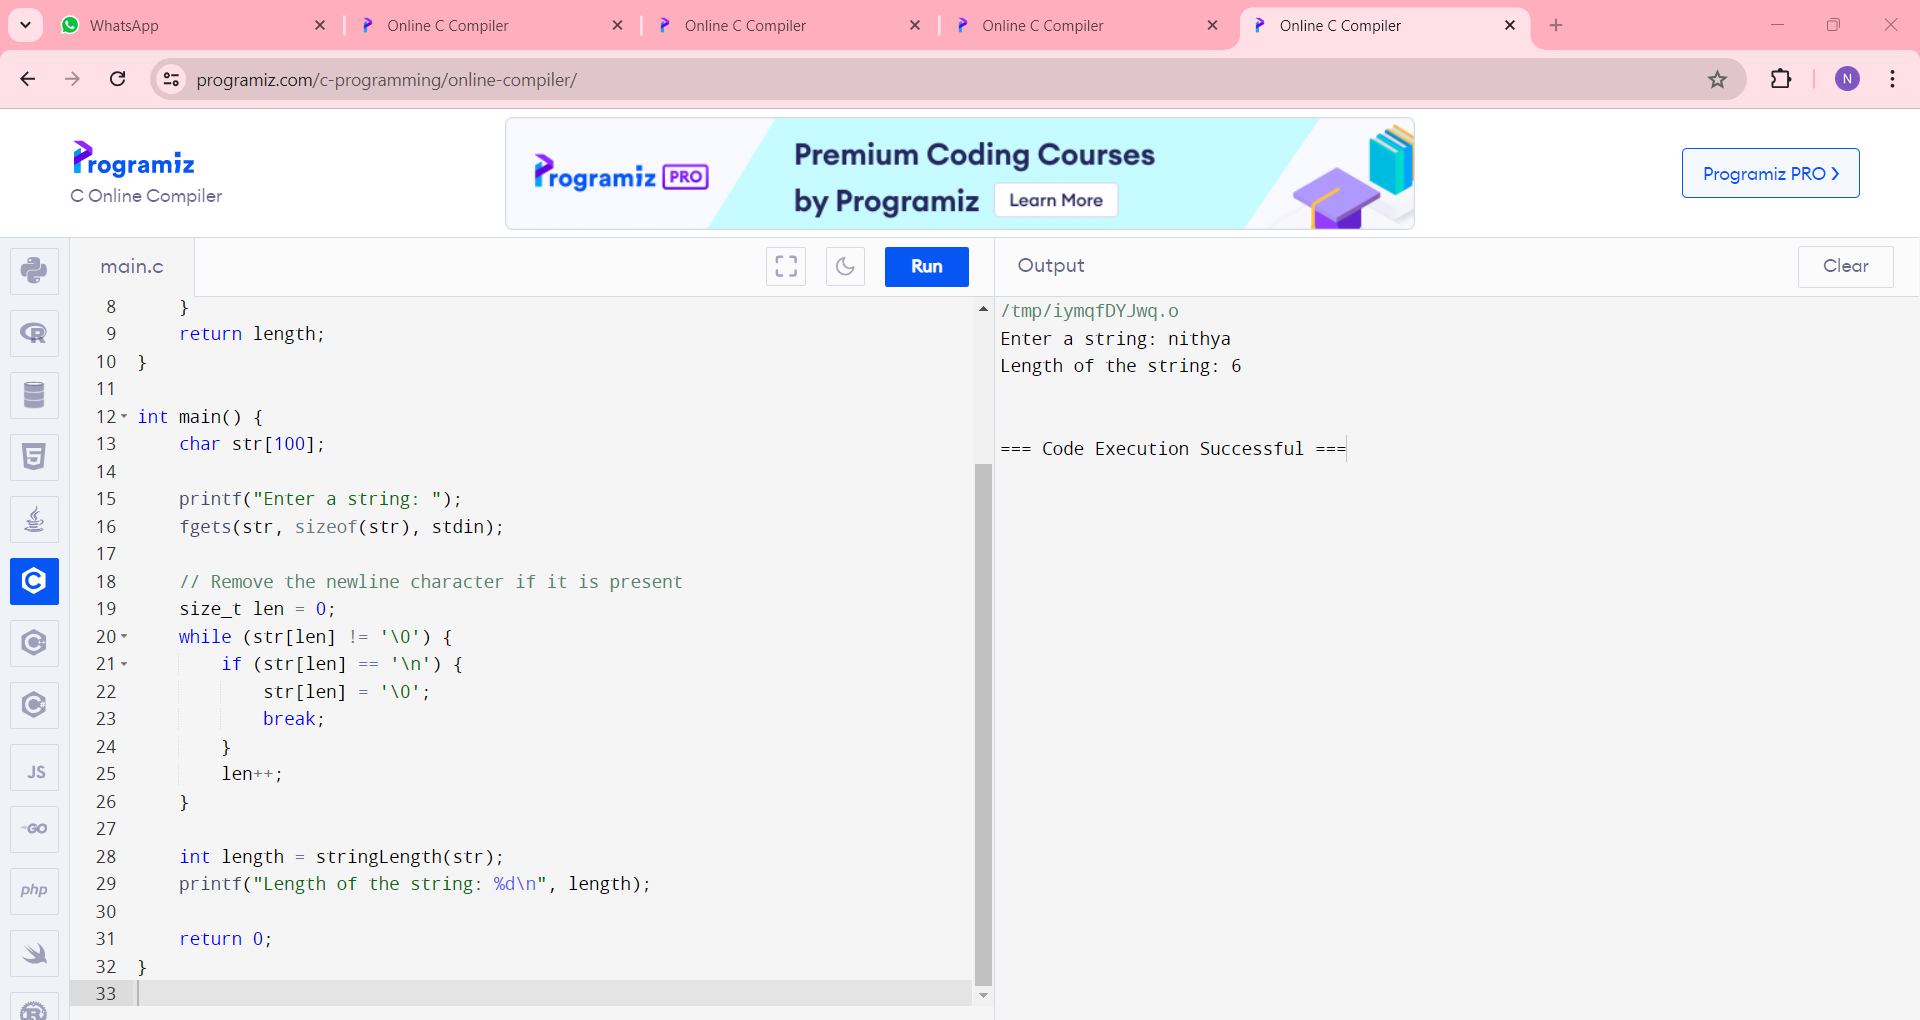 WhatsApp
Online C Compiler
Online C Compiler
Online C Compiler
Online C Compiler
programiz.com/c-programming/online-compiler/
N
Programiz
C Online Compiler
Programiz PRO
Premium Coding Courses
by Programiz
Learn More
Programiz PRO
main.c
Run
Output
Clear
8 }
9 return length;
10 }
11
12 int main() {
13 char str[100];
14
15 printf("Enter a string: ");
16 fgets(str, sizeof(str), stdin);
17
18 // Remove the newline character if it is present
19 size_t len = 0;
20 while (str[len] != '\0') {
21 if (str[len] == '\n') {
22 str[len] = '\0';
23 break;
24 }
25 len++;
26 }
27
28 int length = stringLength(str);
29 printf("Length of the string: %d\n", length);
30
31 return 0;
32 }
33
/tmp/iymqfDYJwq.o
Enter a string: nithya
Length of the string: 6
=== Code Execution Successful ===
R
5
C
C
C
JS
GO
php
R